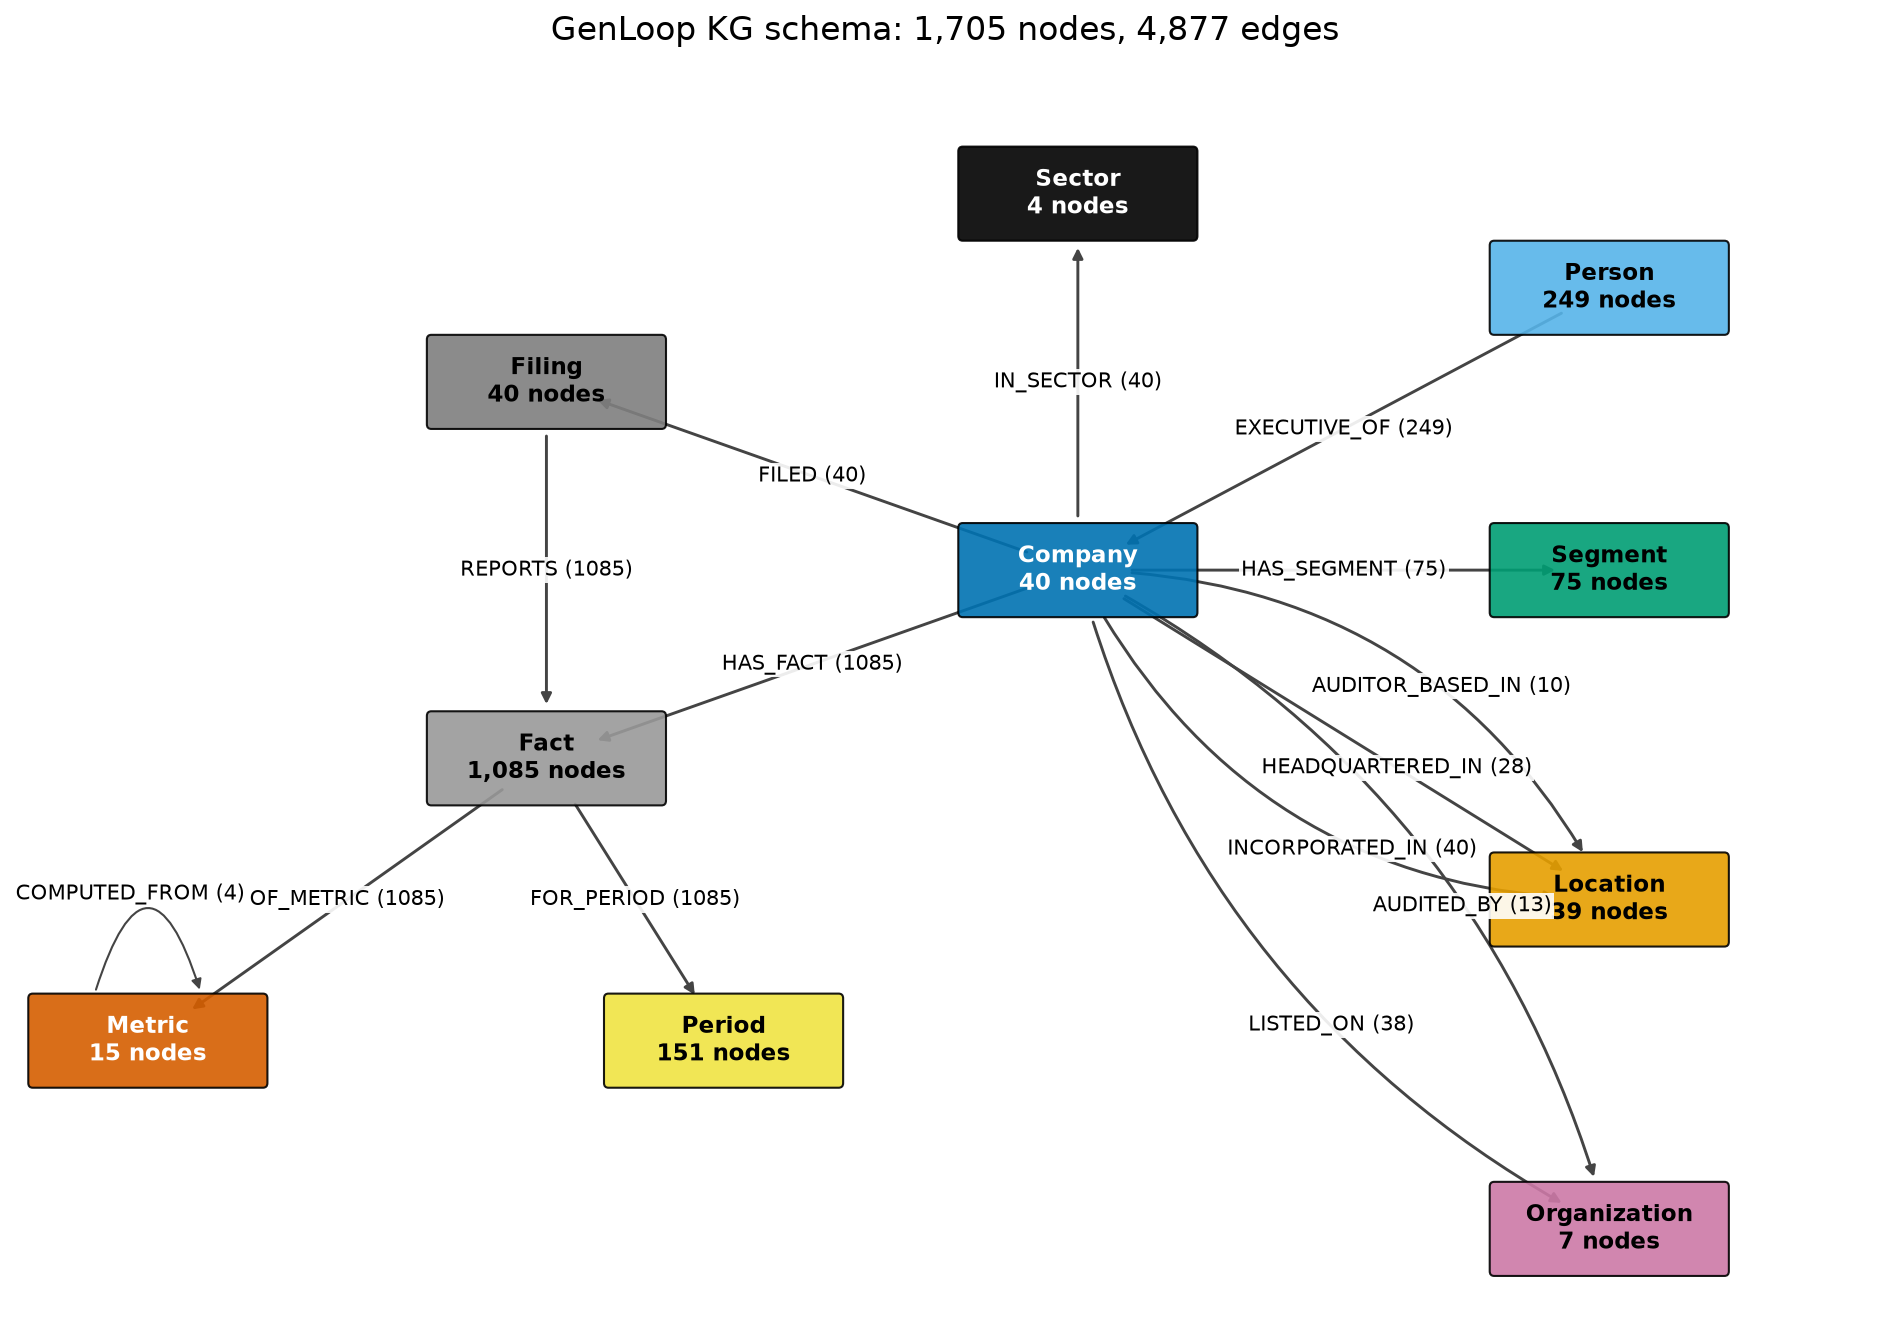 GenLoop KG schema: 1,705 nodes, 4,877 edges
Sector
4 nodes
Person
249 nodes
Filing
40 nodes
IN_SECTOR (40)
EXECUTIVE_OF (249)
FILED (40)
Company
40 nodes
REPORTS (1085)
HAS_SEGMENT (75)
Segment
75 nodes
HAS_FACT (1085)
AUDITOR_BASED_IN (10)
Fact
1,085 nodes
HEADQUARTERED_IN (28)
INCORPORATED_IN (40)
COMPUTED_FROM (4)
OF_METRIC (1085)
FOR_PERIOD (1085)
AUDITED_BY (13)
Location
39 nodes
Metric
15 nodes
Period
151 nodes
LISTED_ON (38)
Organization
7 nodes